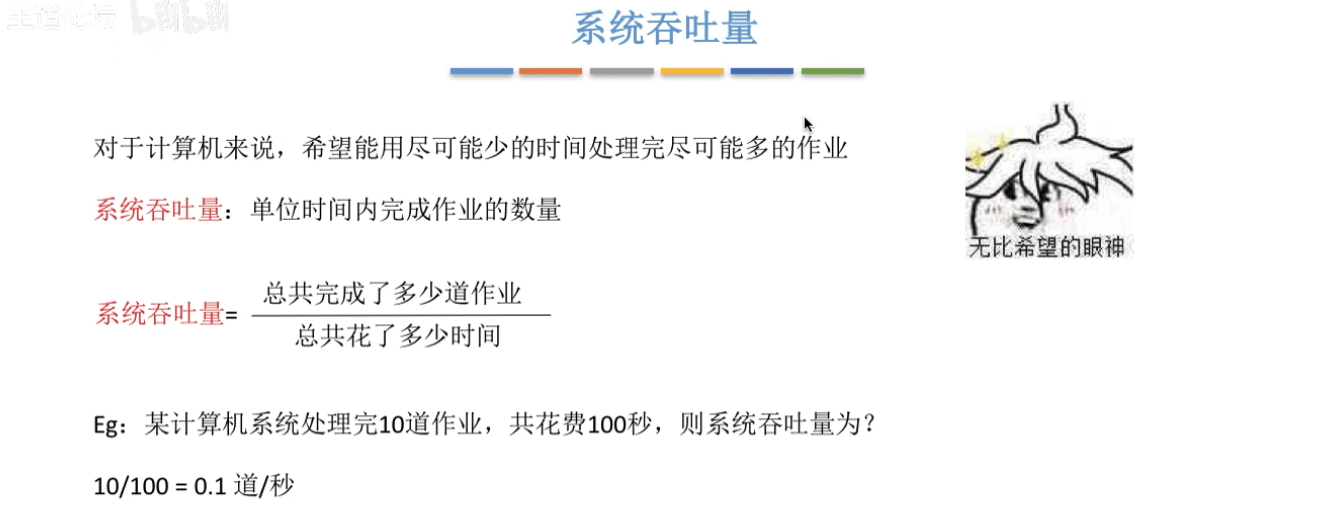 王道论坛 bilibili
系统吞吐量
对于计算机来说，希望能用尽可能少的时间处理完尽可能多的作业
系统吞吐量：单位时间内完成作业的数量
无比希望的眼神
系统吞吐量= 总共完成了多少道作业
总共花了多少时间
Eg：某计算机系统处理完10道作业，共花费100秒，则系统吞吐量为？
10/100 = 0.1 道/秒